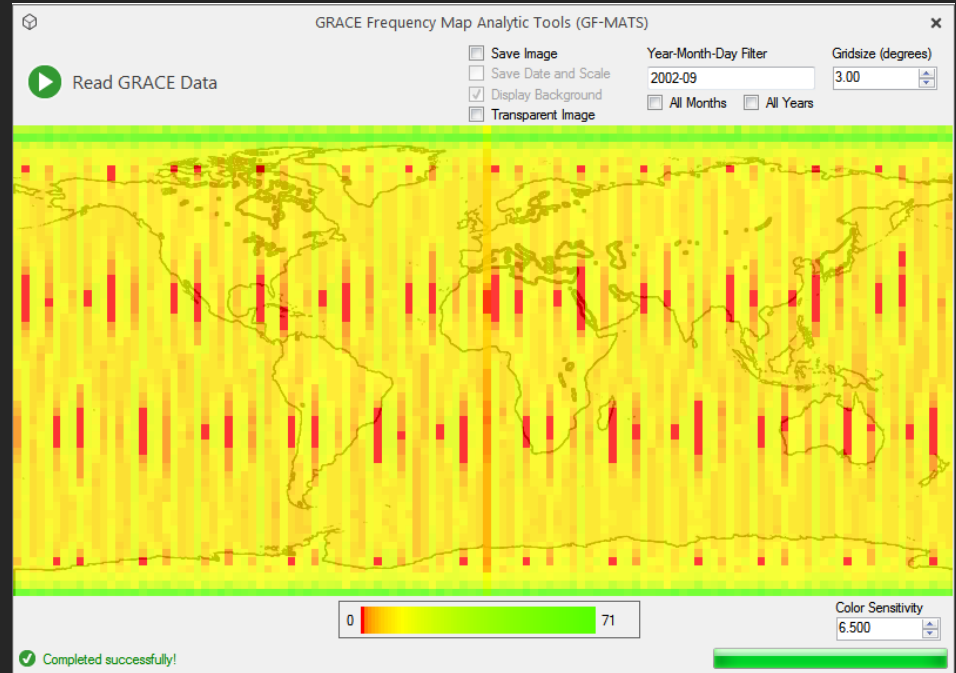 GRACE Frequency Map Analytic Tools (GF-MATS)
Read GRACE Data
Save Image
Save Date and Scale
Display Background
Transparent Image
Year-Month-Day Filter
2002-09
All Months
All Years
Gridsize (degrees)
3.00
0
71
Color Sensitivity
6.500
Completed successfully!